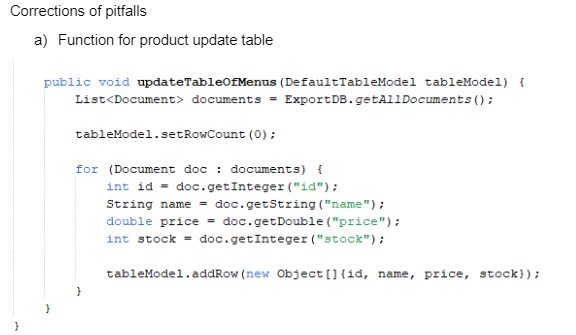 Corrections of pitfalls
a) Function for product update table
public void updateTableOfMenus(DefaultTableModel tableModel) {
List<Document> documents = ExportDB.getAllDocuments();
tableModel.setRowCount(0);
for (Document doc : documents) {
int id = doc.getInteger("id");
String name = doc.getString("name");
double price = doc.getDouble("price");
int stock = doc.getInteger("stock");
tableModel.addRow(new Object[]{id, name, price, stock});
}
}
}